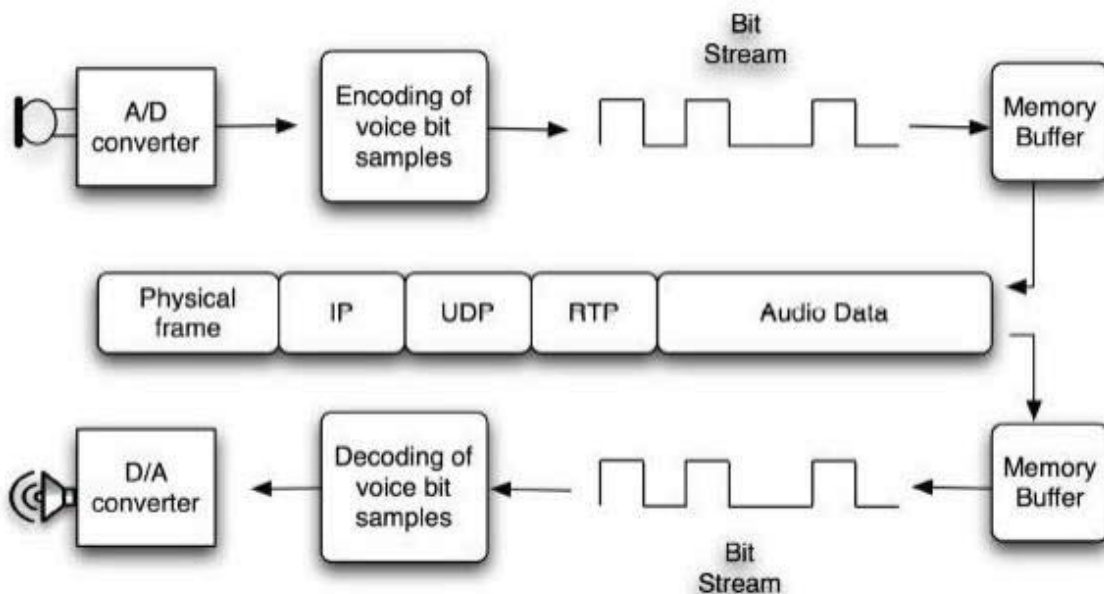 Bit
Stream
A/D
converter
Encoding of
voice bit
samples
Memory
Buffer
Physical
frame
IP
UDP
RTP
Audio Data
D/A
converter
Decoding of
voice bit
samples
Memory
Buffer
Bit
Stream